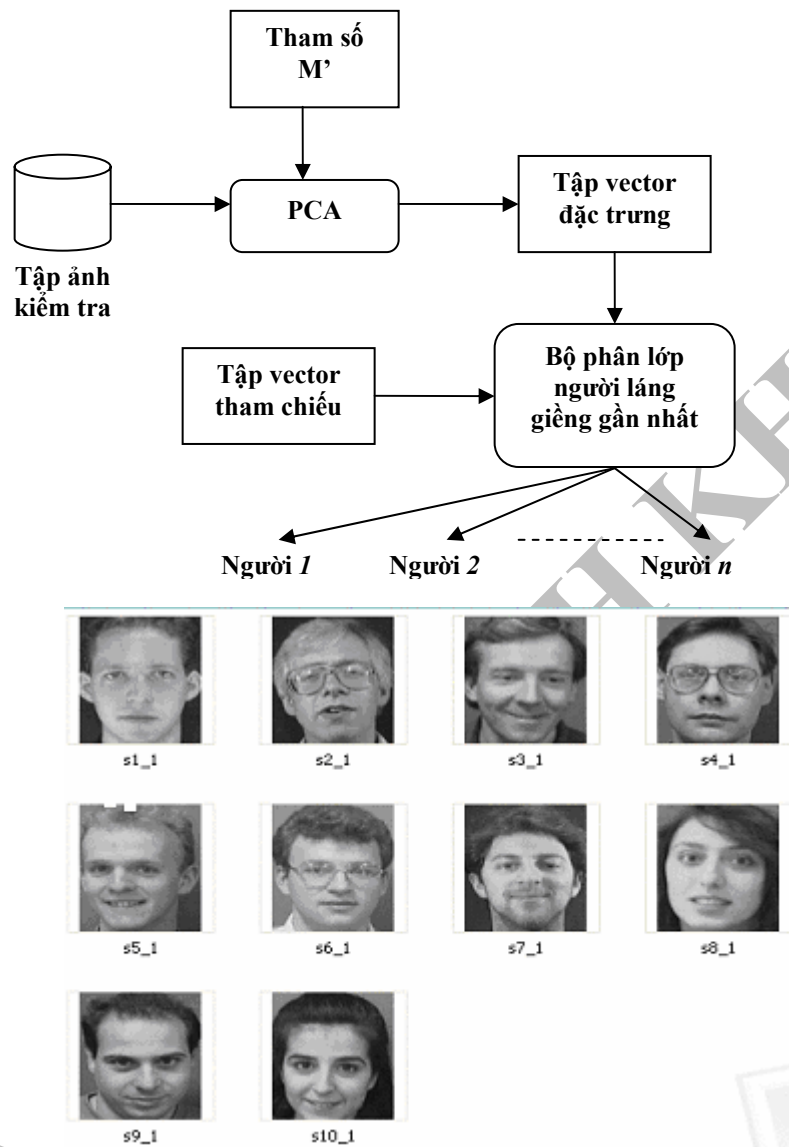 Tham số
M’
PCA
Tập vector
đặc trưng
Tập ảnh
kiểm tra
Tập vector
tham chiếu
Bộ phân lớp
người láng
giềng gần nhất
Người 1
Người 2
Người n
s1_1
s2_1
s3_1
s4_1
s5_1
s6_1
s7_1
s8_1
s9_1
s10_1